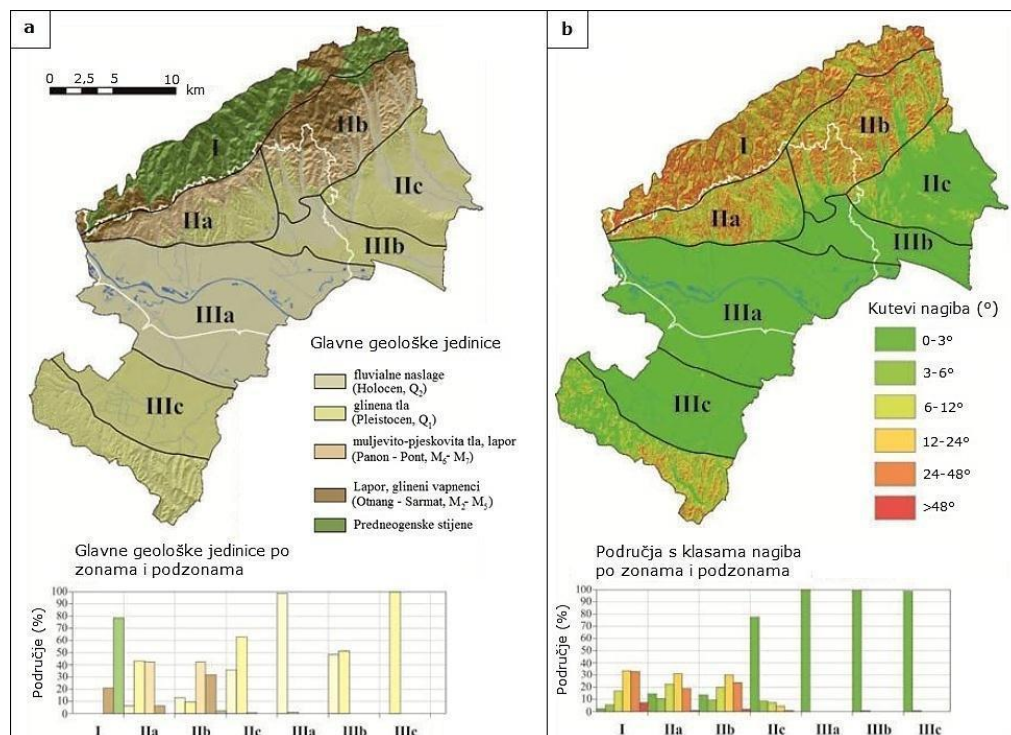 a
0 2,5 5 10
km
I
IIb
IIc
IIa
IIIb
IIIa
IIIc
Glavne geološke jedinice
fluvialne naslage
(Holocen, Q₂)
glinena tla
(Pleistocen, Q₁)
muljevito-pjeskovita tla, lapor
(Panon - Pont, M₆- M₇)
Lapor, glineni vapnenci
(Otnang - Sarmat, M₂- M₅)
Predneogenske stijene
Glavne geološke jedinice po
zonama i podzonama
Područje (%)
100
90
80
70
60
50
40
30
20
10
0
I IIa IIb IIc IIIa IIIb IIIc
b
I
IIb
IIc
IIa
IIIb
IIIa
IIIc
Kutevi nagiba (°)
0-3°
3-6°
6-12°
12-24°
24-48°
>48°
Područja s klasama nagiba
po zonama i podzonama
Područje (%)
100
90
80
70
60
50
40
30
20
10
0
I IIa IIb IIc IIIa IIIb IIIc